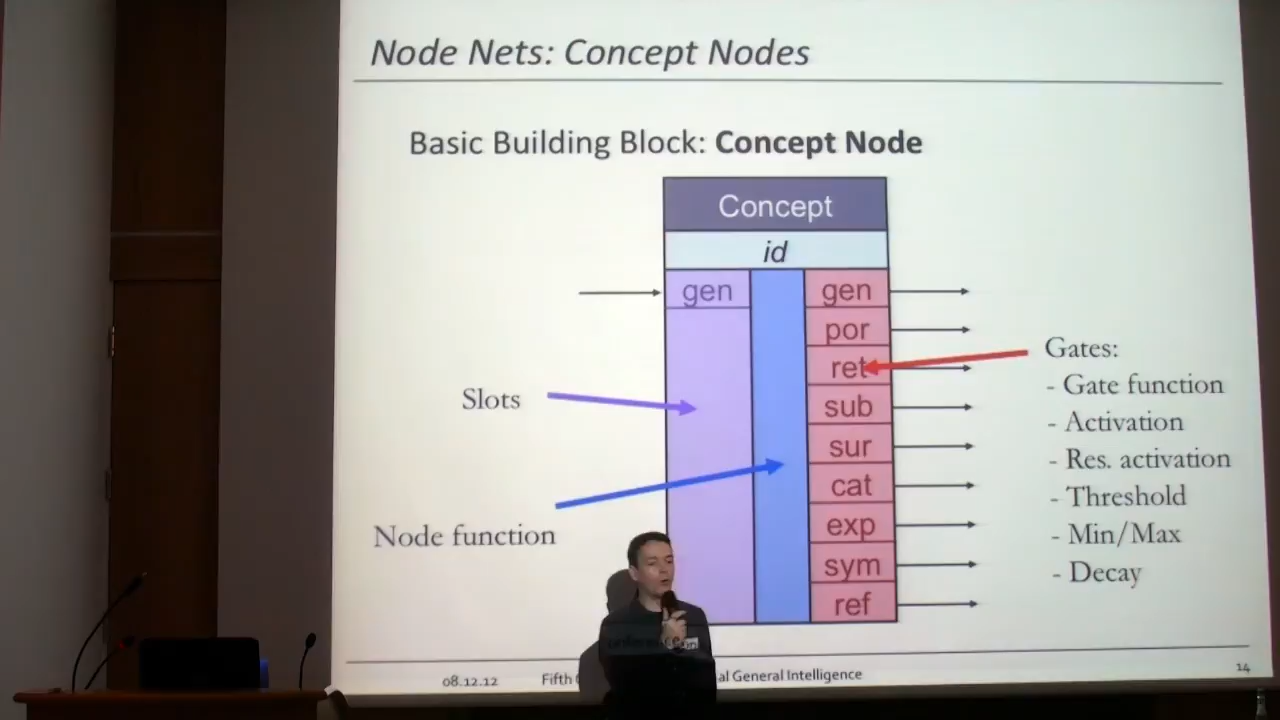 Node Nets: Concept Nodes
Basic Building Block: Concept Node
Concept
id
gen
gen
por
ret
sub
sur
cat
exp
sym
ref
Slots
Node function
Gates:
- Gate function
- Activation
- Res. activation
- Threshold
- Min/Max
- Decay
08.12.12
Fifth
al General Intelligence
14